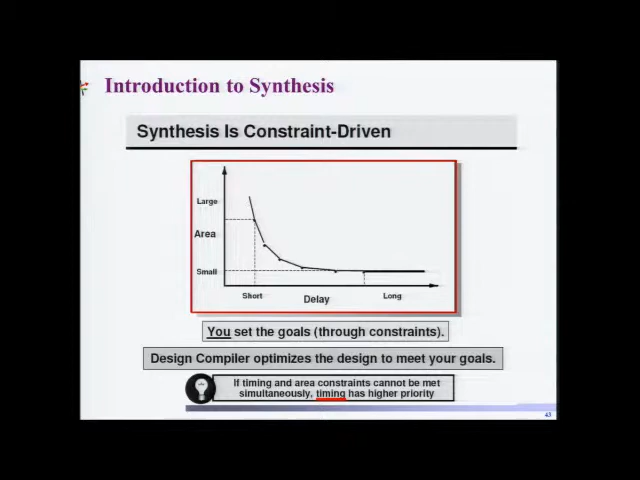 Introduction to Synthesis
Synthesis Is Constraint-Driven
Large
Area
Small
Short
Delay
Long
You set the goals (through constraints).
Design Compiler optimizes the design to meet your goals.
If timing and area constraints cannot be met
simultaneously, timing has higher priority
43